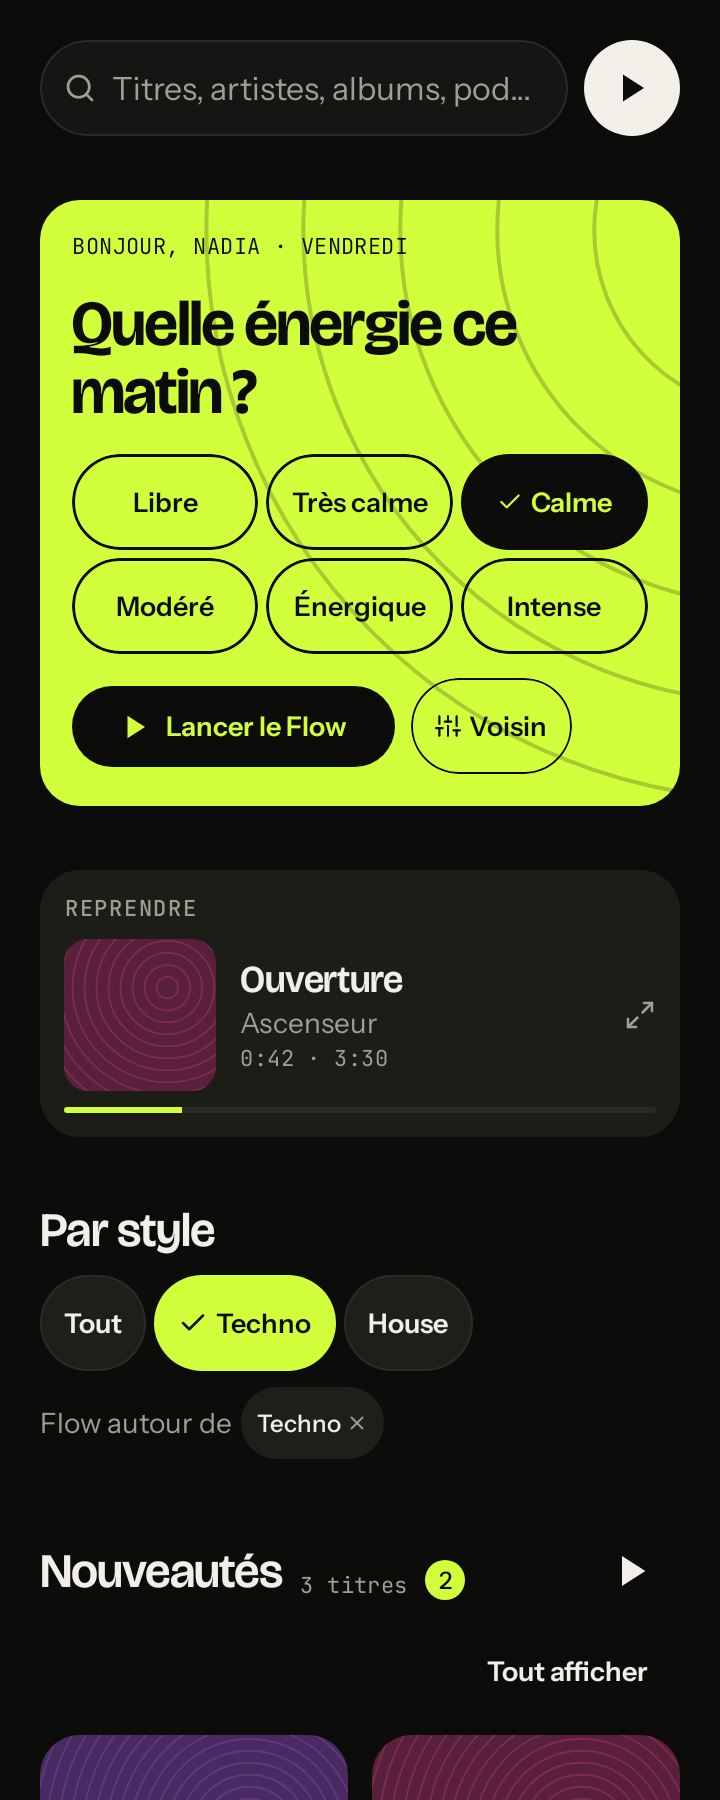 Titres, artistes, albums, pod...
BONJOUR, NADIA · VENDREDI
Quelle énergie ce
matin ?
Libre
Très calme
Calme
Modéré
Énergique
Intense
Lancer le Flow
Voisin
REPRENDRE
Ouverture
Ascenseur
0:42 · 3:30
Par style
Tout
Techno
House
Flow autour de Techno
Nouveautés 3 titres 2
Tout afficher